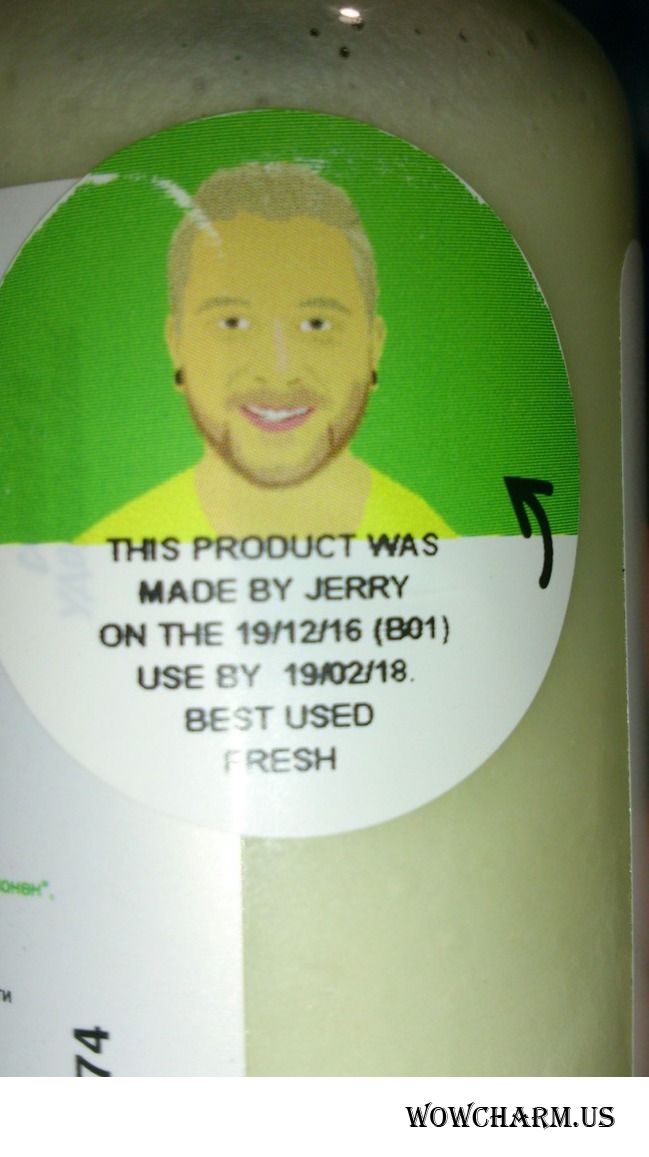 THIS PRODUCT WAS
MADE BY JERRY
ON THE 19/12/16 (B01)
USE BY 19/02/18.
BEST USED
FRESH
74
WOWCHARM.US